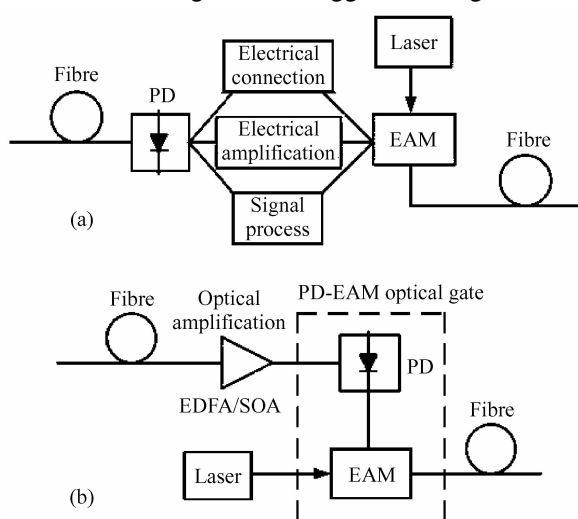 Fibre
PD
Electrical
connection
Electrical
amplification
Signal
process
Laser
EAM
Fibre
(a)
Fibre
Optical
amplification
EDFA/SOA
PD-EAM optical gate
PD
Laser
EAM
Fibre
(b)